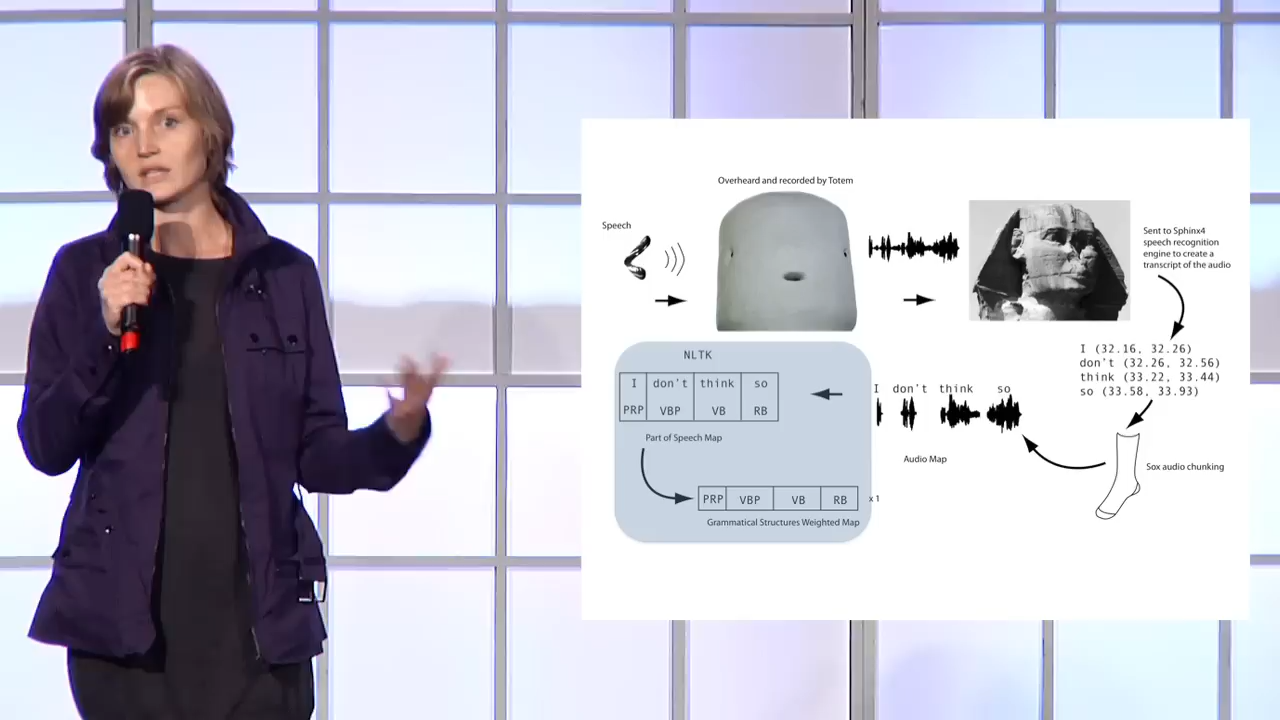 Overheard and recorded by Totem
Speech
Sent to Sphinx4
speech recognition
engine to create a
transcript of the audio
I (32.16, 32.26)
don't (32.26, 32.56)
think (33.22, 33.44)
so (33.58, 33.93)
Sox audio chunking
I don't think so
Audio Map
NLTK
I don't think so
PRP VBP VB RB
Part of Speech Map
PRP VBP VB RB x 1
Grammatical Structures Weighted Map